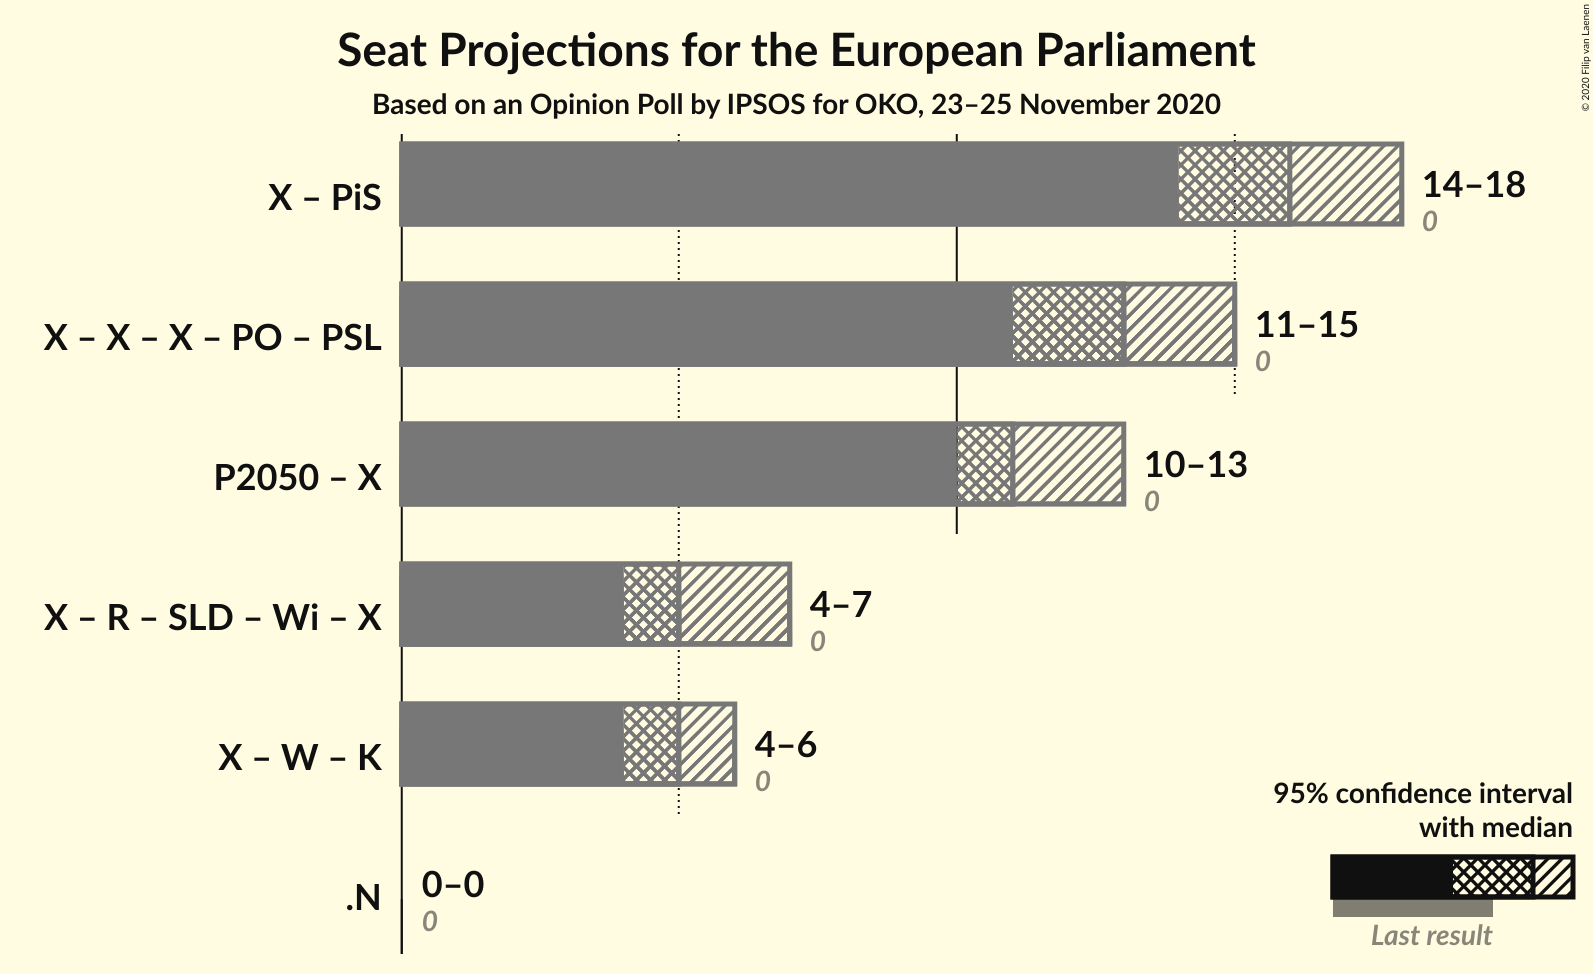 Seat Projections for the European Parliament
Based on an Opinion Poll by IPSOS for OKO, 23–25 November 2020
© 2020 Filip van Laenen
X – PiS
14–18
0
X – X – X – PO – PSL
11–15
0
P2050 – X
10–13
0
X – R – SLD – Wi – X
4–7
0
X – W – K
4–6
0
.N
0–0
0
95% confidence interval
with median
Last result